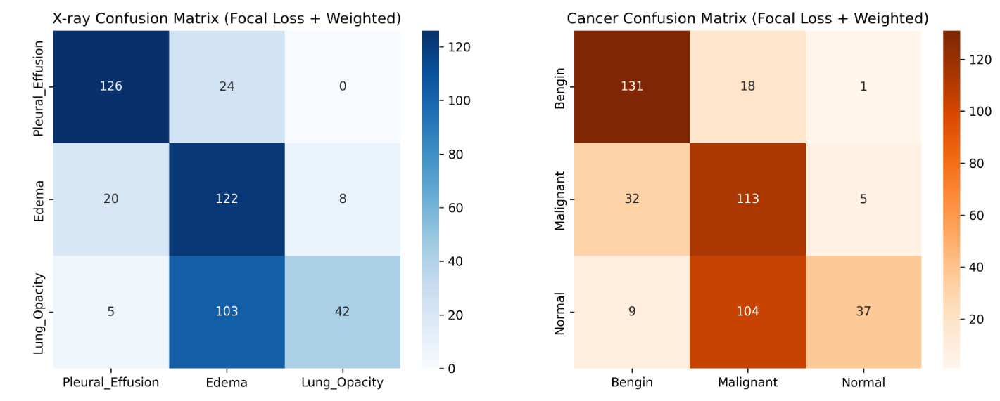 X-ray Confusion Matrix (Focal Loss + Weighted)
Pleural_Effusion
Edema
Lung_Opacity
126 24 0
20 122 8
5 103 42
Pleural_Effusion Edema Lung_Opacity
120
100
80
60
40
20
0
Cancer Confusion Matrix (Focal Loss + Weighted)
Bengin
Malignant
Normal
131 18 1
32 113 5
9 104 37
Bengin Malignant Normal
120
100
80
60
40
20